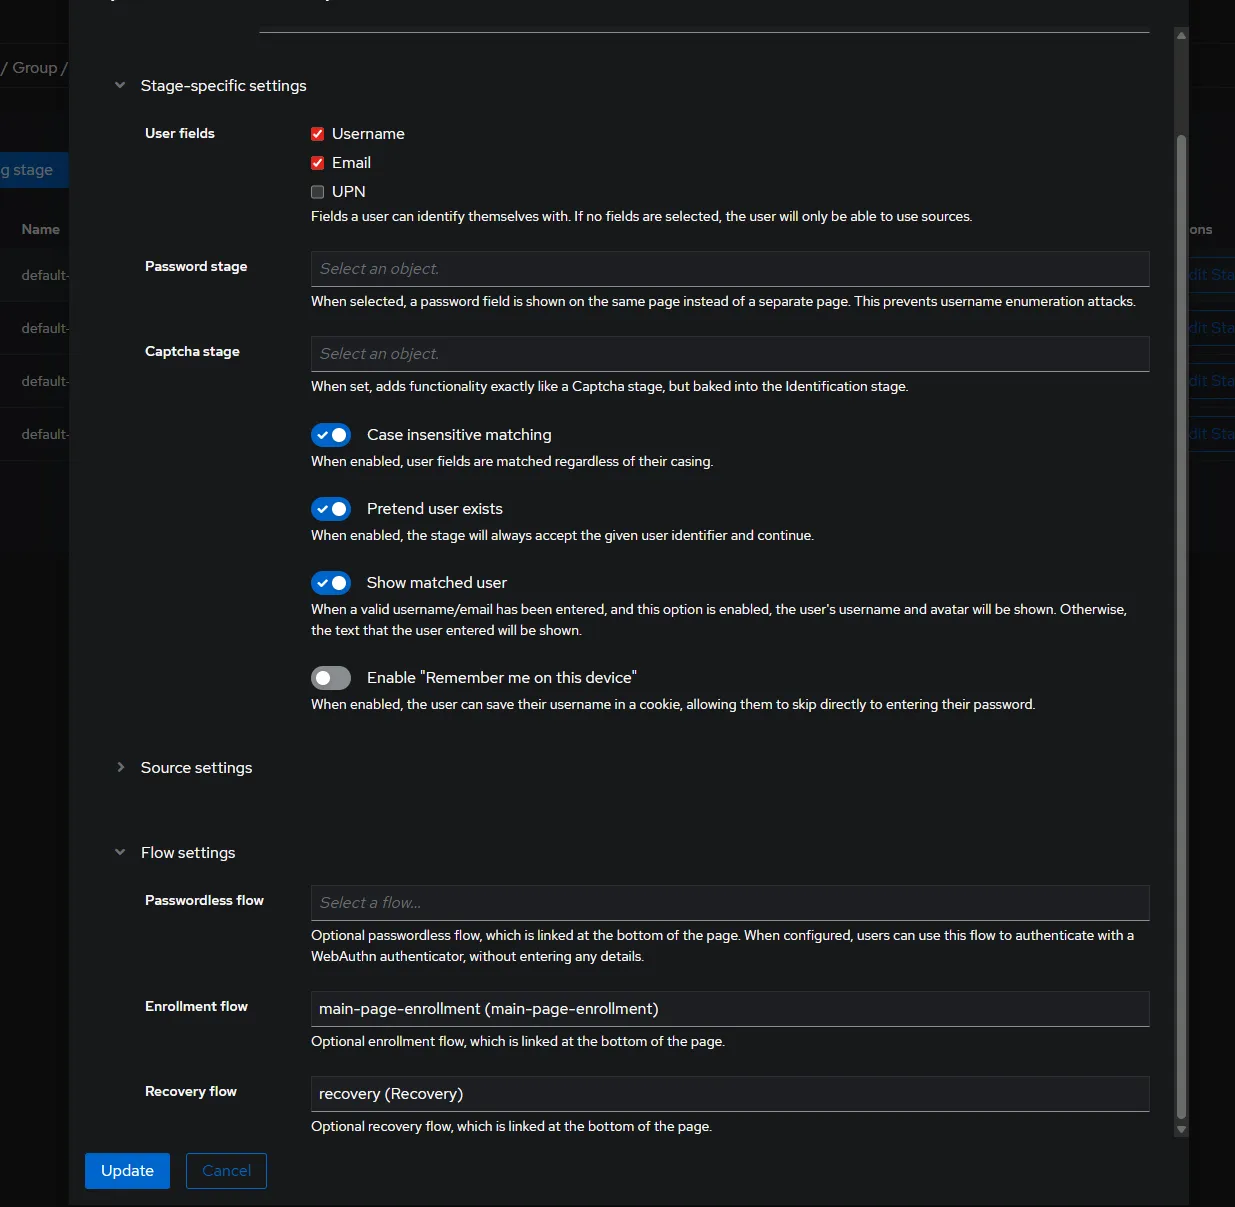 / Group /
Stage-specific settings
User fields
Username
Email
UPN
Fields a user can identify themselves with. If no fields are selected, the user will only be able to use sources.
g stage
Name
ons
default-
dit Sta
Password stage
Select an object.
When selected, a password field is shown on the same page instead of a separate page. This prevents username enumeration attacks.
default-
dit Sta
Captcha stage
Select an object.
When set, adds functionality exactly like a Captcha stage, but baked into the Identification stage.
default-
dit Sta
Case insensitive matching
When enabled, user fields are matched regardless of their casing.
default-
dit Sta
Pretend user exists
When enabled, the stage will always accept the given user identifier and continue.
Show matched user
When a valid username/email has been entered, and this option is enabled, the user's username and avatar will be shown. Otherwise,
the text that the user entered will be shown.
Enable "Remember me on this device"
When enabled, the user can save their username in a cookie, allowing them to skip directly to entering their password.
Source settings
Flow settings
Passwordless flow
Select a flow...
Optional passwordless flow, which is linked at the bottom of the page. When configured, users can use this flow to authenticate with a
WebAuthn authenticator, without entering any details.
Enrollment flow
main-page-enrollment (main-page-enrollment)
Optional enrollment flow, which is linked at the bottom of the page.
Recovery flow
recovery (Recovery)
Optional recovery flow, which is linked at the bottom of the page.
Update
Cancel